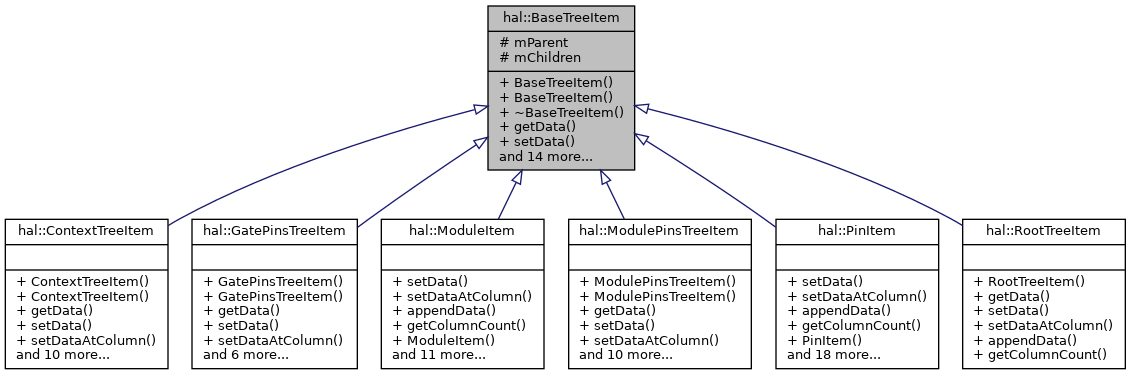 hal::BaseTreeItem
# mParent
# mChildren
+ BaseTreeItem()
+ BaseTreeItem()
+ ~BaseTreeItem()
+ getData()
+ setData()
and 14 more...
hal::ContextTreeItem
+ ContextTreeItem()
+ ContextTreeItem()
+ getData()
+ setData()
+ setDataAtColumn()
and 10 more...
hal::GatePinsTreeItem
+ GatePinsTreeItem()
+ GatePinsTreeItem()
+ getData()
+ setData()
+ setDataAtColumn()
and 6 more...
hal::ModuleItem
+ setData()
+ setDataAtColumn()
+ appendData()
+ getColumnCount()
+ ModuleItem()
and 11 more...
hal::ModulePinsTreeItem
+ ModulePinsTreeItem()
+ ModulePinsTreeItem()
+ getData()
+ setData()
+ setDataAtColumn()
and 10 more...
hal::PinItem
+ setData()
+ setDataAtColumn()
+ appendData()
+ getColumnCount()
+ PinItem()
and 18 more...
hal::RootTreeItem
+ RootTreeItem()
+ getData()
+ setData()
+ setDataAtColumn()
+ appendData()
+ getColumnCount()